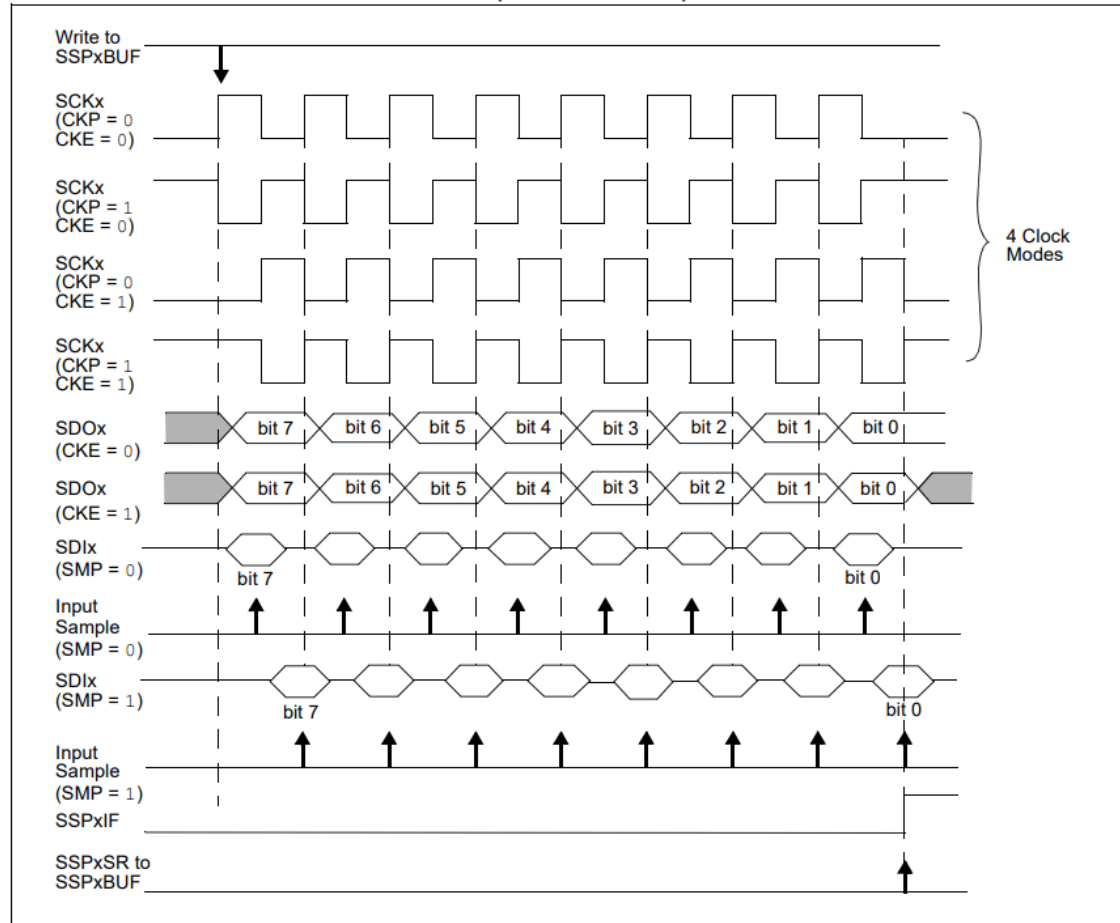 Write to
SSPxBUF
SCKx
(CKP = 0
CKE = 0)
SCKx
(CKP = 1
CKE = 0)
SCKx
(CKP = 0
CKE = 1)
SCKx
(CKP = 1
CKE = 1)
4 Clock
Modes
SDOx
(CKE = 0)
bit 7 bit 6 bit 5 bit 4 bit 3 bit 2 bit 1 bit 0
SDOx
(CKE = 1)
bit 7 bit 6 bit 5 bit 4 bit 3 bit 2 bit 1 bit 0
SDIx
(SMP = 0)
bit 7 bit 0
Input
Sample
(SMP = 0)
SDIx
(SMP = 1)
bit 7 bit 0
Input
Sample
(SMP = 1)
SSPxIF
SSPxSR to
SSPxBUF